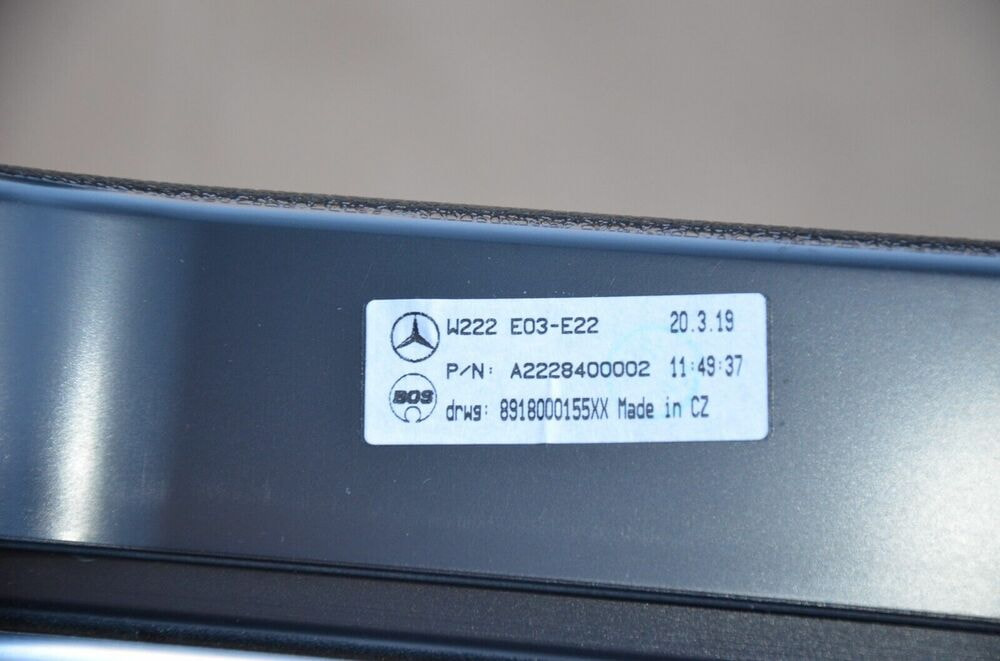 W222 E03-E22 20.3.19
P/N: A2228400002 11:49:37
BOS
drwg: 8918000155XX Made in CZ